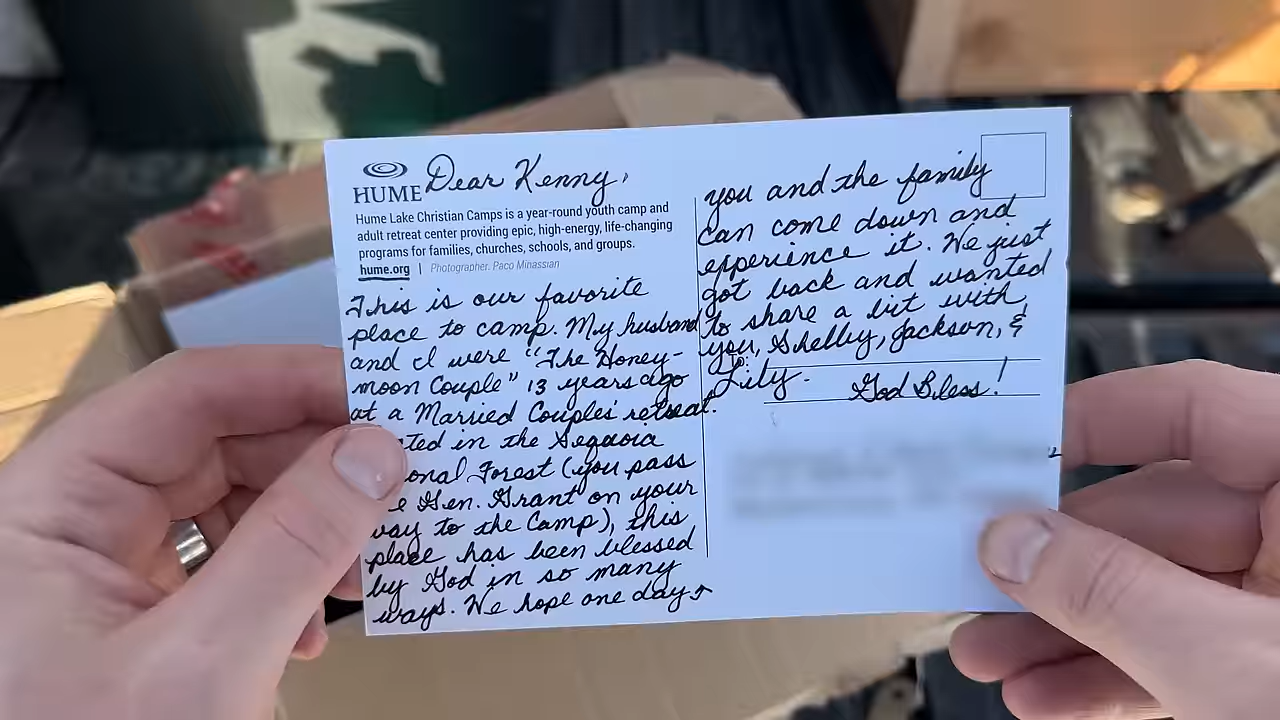 HUME
Dear Kenny,
Hume Lake Christian Camps is a year-round youth camp and
adult retreat center providing epic, high-energy, life-changing
programs for families, churches, schools, and groups.
hume.org | Photographer: Paco Minassian
This is our favorite
place to camp. My husband
and I were "The Honey-
moon Couple" 13 years ago
at a Married Couples' retreat.
ted in the Sequoia
onal Forest (you pass
e Gen. Grant on your
way to the Camp), this
place has been blessed
by God in so many
ways. We hope one day
you and the family
can come down and
experience it. We just
got back and wanted
to share a bit with
you, Shelly, Jackson, &
To:
Lily. God Bless!